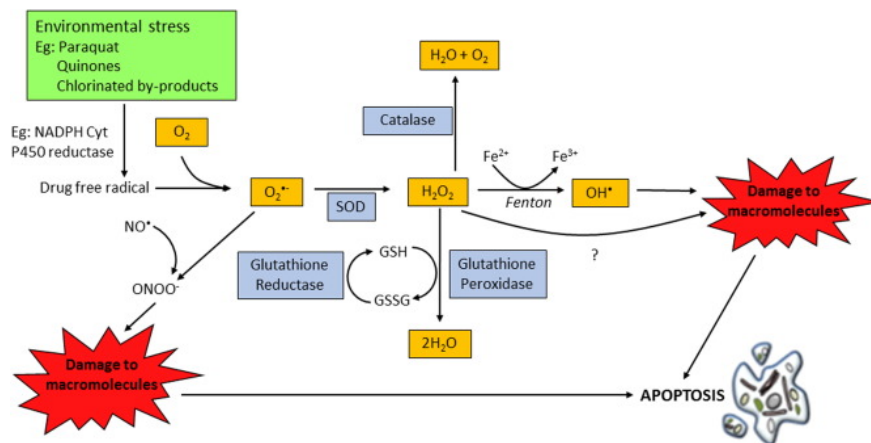 Environmental stress
Eg: Paraquat
Quinones
Chlorinated by-products
H₂O + O₂
Eg: NADPH Cyt
P450 reductase
O₂
Catalase
Fe²⁺
Fe³⁺
Drug free radical
O₂•⁻
SOD
H₂O₂
Fenton
OH•
Damage to
macromolecules
NO•
?
Glutathione
Reductase
GSH
GSSG
Glutathione
Peroxidase
ONOO⁻
2H₂O
Damage to
macromolecules
APOPTOSIS